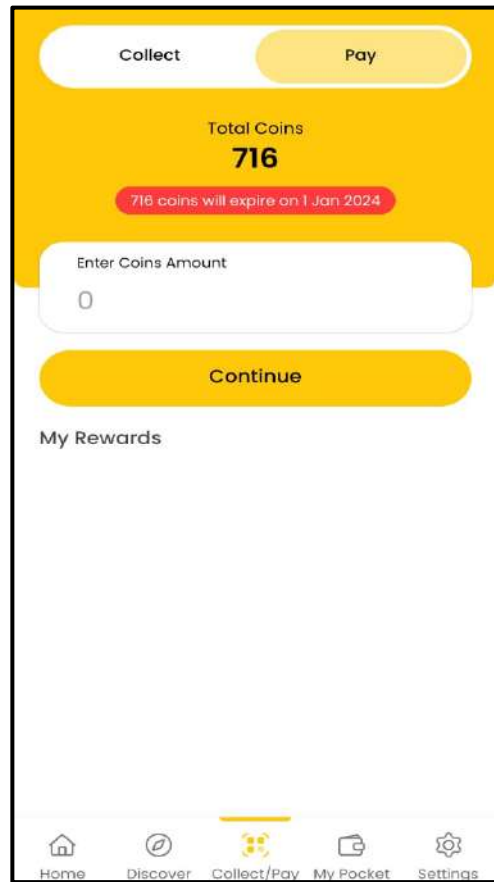 Collect
Pay
Total Coins
716
716 coins will expire on 1 Jan 2024
Enter Coins Amount
0
Continue
My Rewards
Home
Discover
Collect/Pay
My Pocket
Settings